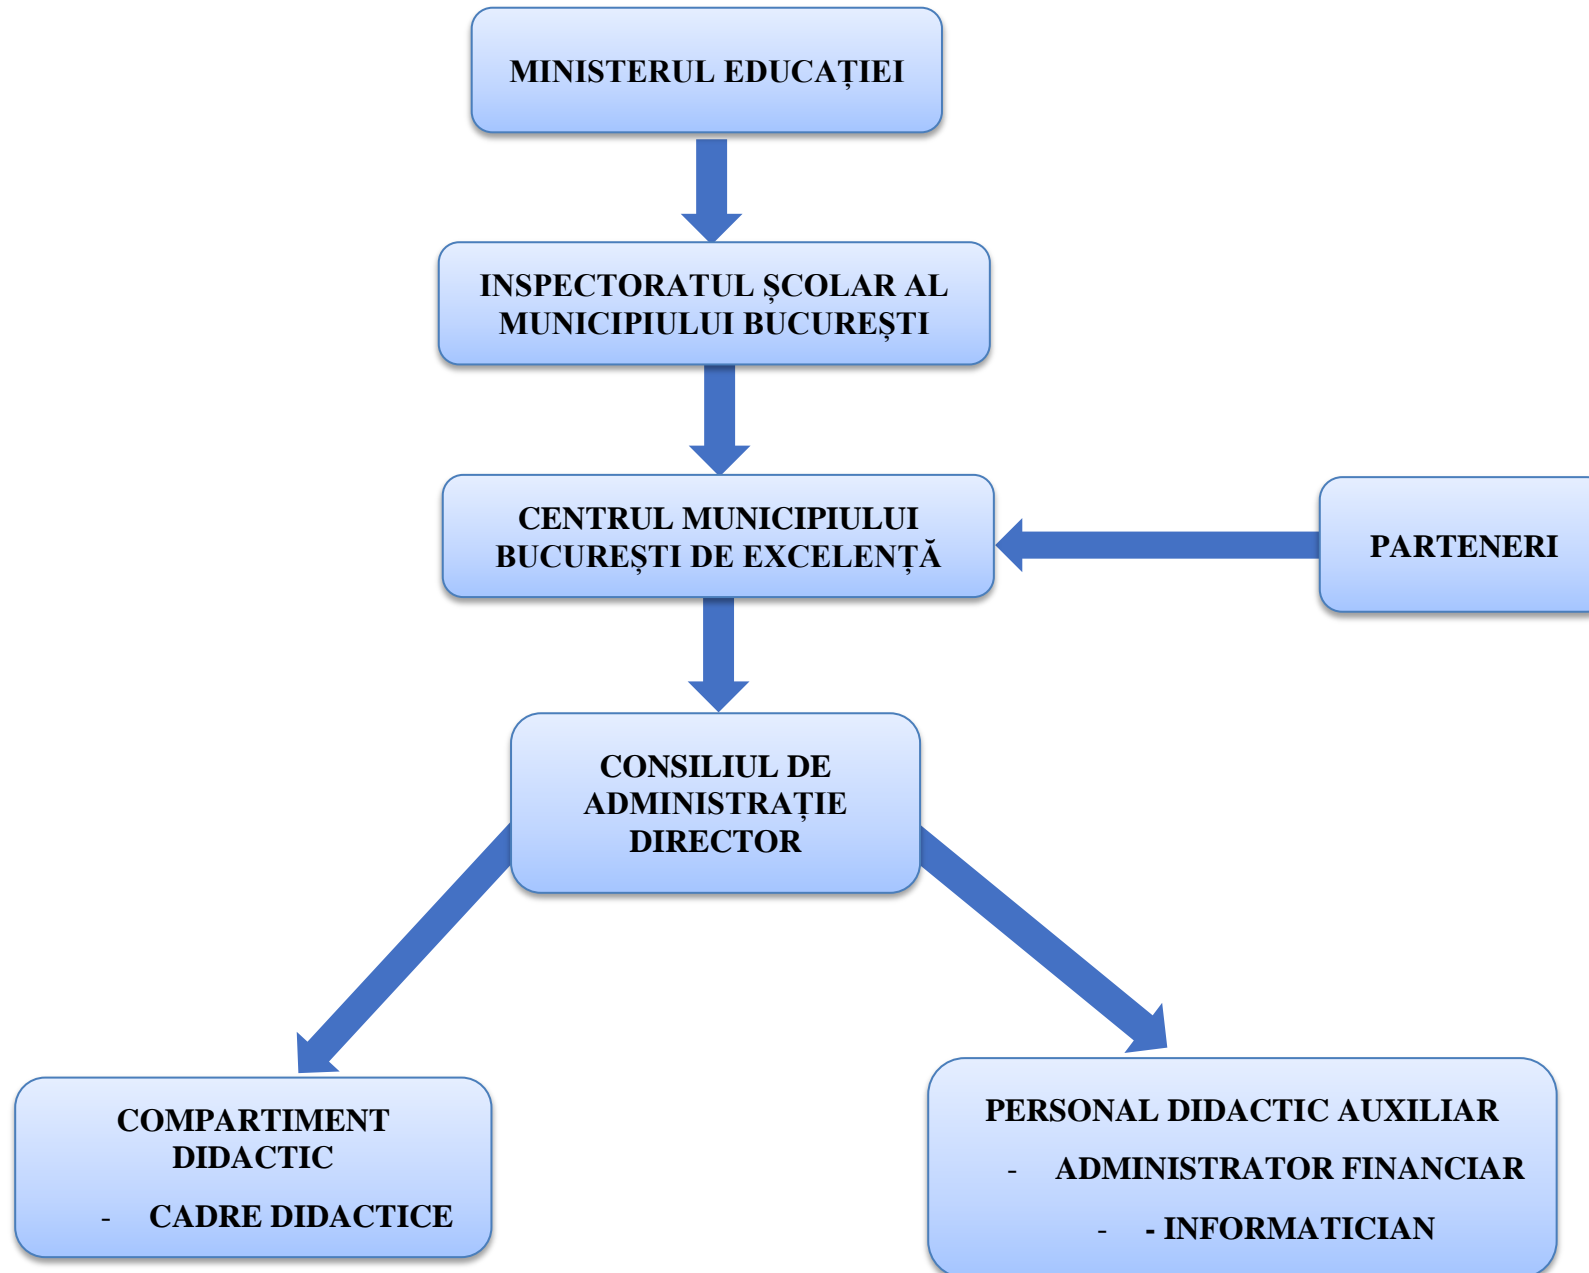 MINISTERUL EDUCAȚIEI
INSPECTORATUL ȘCOLAR AL
MUNICIPIULUI BUCUREȘTI
CENTRUL MUNICIPIULUI
BUCUREȘTI DE EXCELENȚĂ
PARTENERI
CONSILIUL DE
ADMINISTRAȚIE
DIRECTOR
COMPARTIMENT
DIDACTIC
- CADRE DIDACTICE
PERSONAL DIDACTIC AUXILIAR
- ADMINISTRATOR FINANCIAR
- - INFORMATICIAN